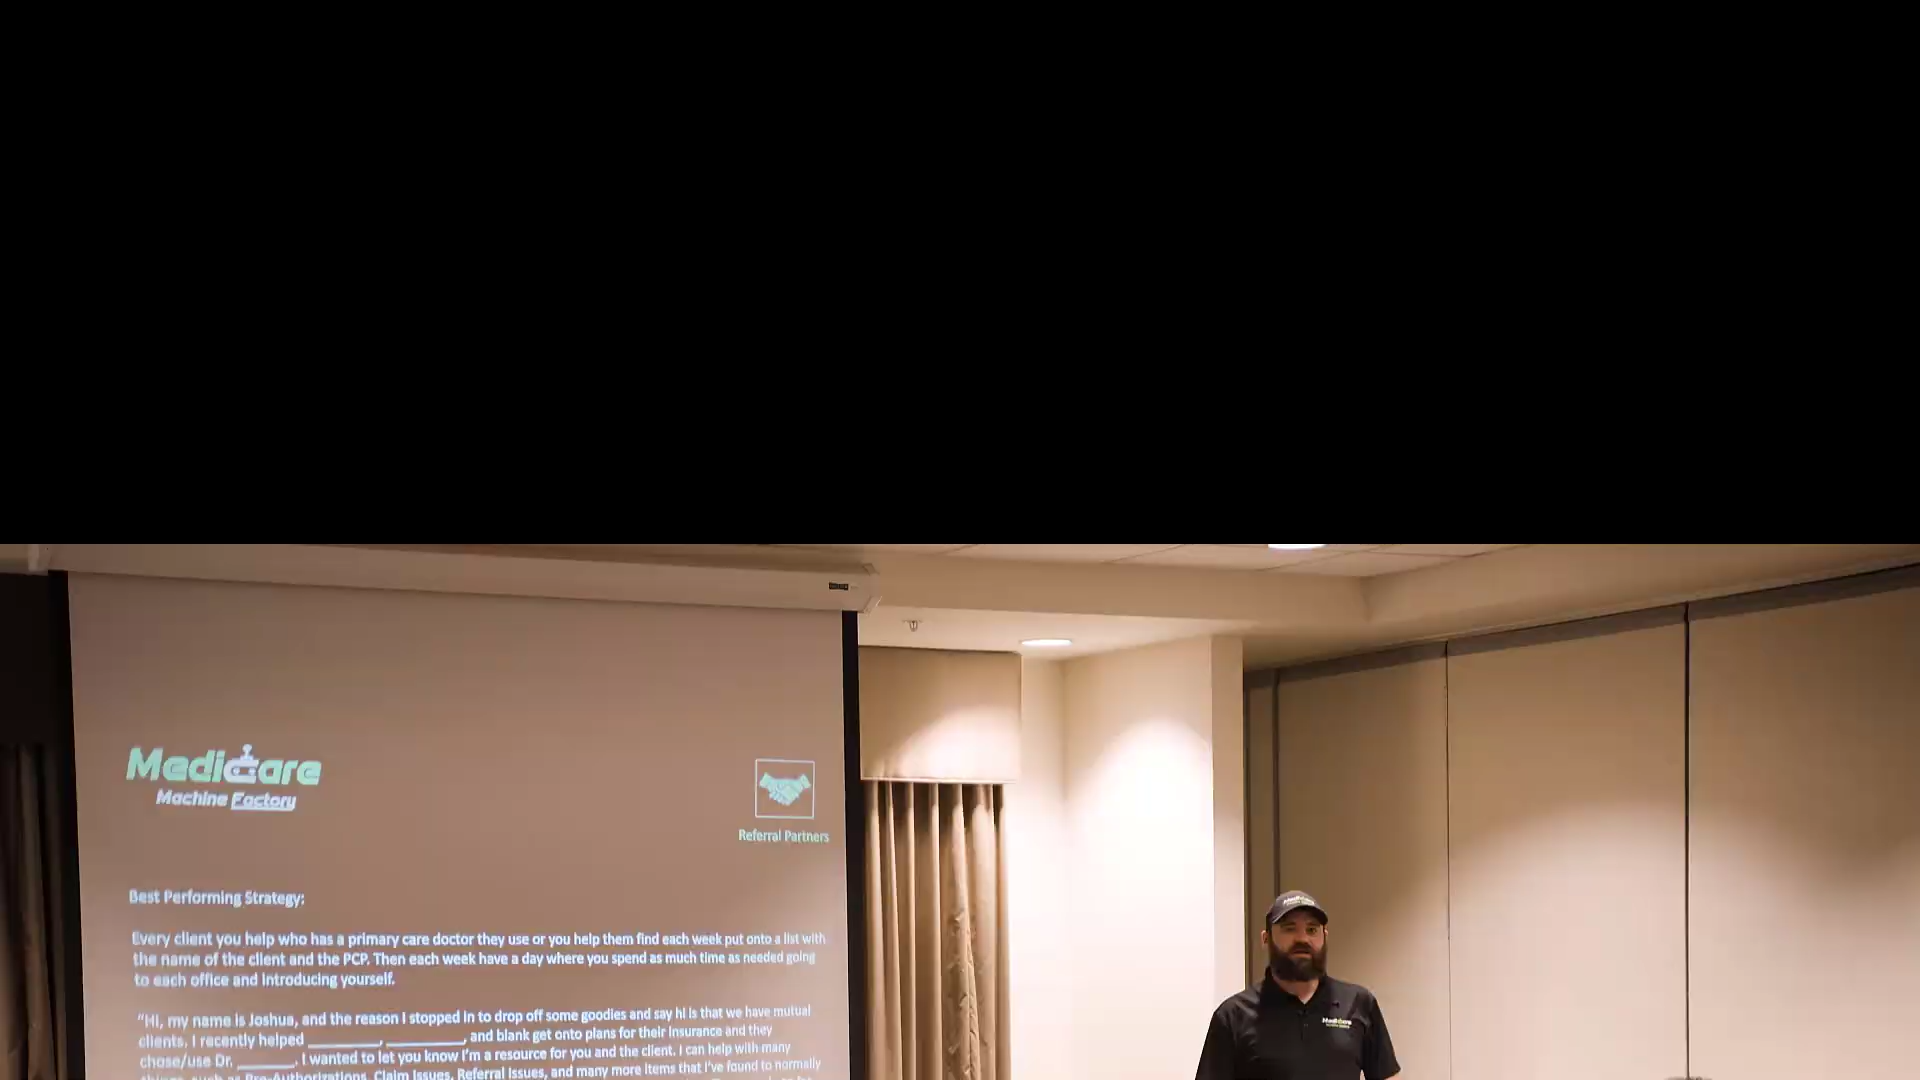 Medicare
Machine Factory
Referral Partners
Best Performing Strategy:
Every client you help who has a primary care doctor they use or you help them find each week put onto a list with
the name of the client and the PCP. Then each week have a day where you spend as much time as needed going
to each office and introducing yourself.
"Hi, my name is Joshua, and the reason I stopped in to drop off some goodies and say hi is that we have mutual
clients. I recently helped ________, ________, and blank get onto plans for their insurance and they
chose/use Dr. ______. I wanted to let you know I'm a resource for you and the client. I can help with many
things, such as Pre-Authorizations, Claim Issues, Referral Issues, and many more items that I've found to normally
Medicare